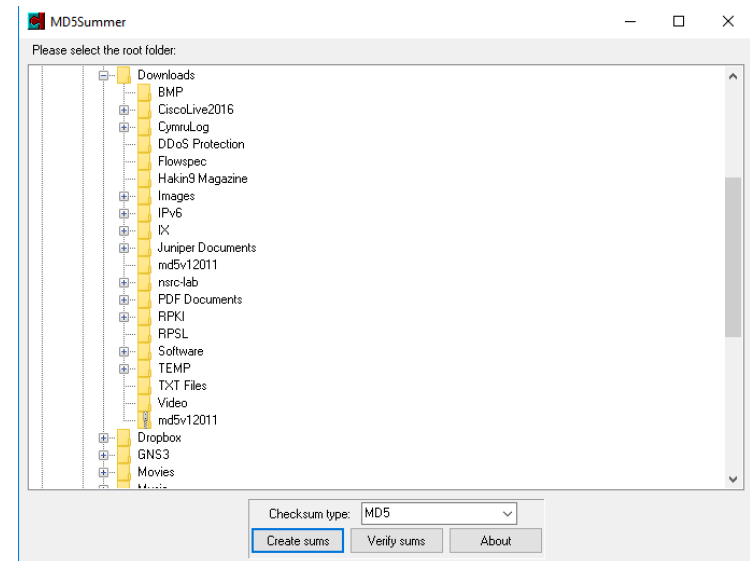 MD5Summer
Please select the root folder:
Downloads
BMP
CiscoLive2016
CymruLog
DDoS Protection
Flowspec
Hakin9 Magazine
Images
IPv6
IX
Juniper Documents
md5v12011
nsrc-lab
PDF Documents
RPKI
RPSL
Software
TEMP
TXT Files
Video
md5v12011
Dropbox
GNS3
Movies
Checksum type: MD5
Create sums Verify sums About